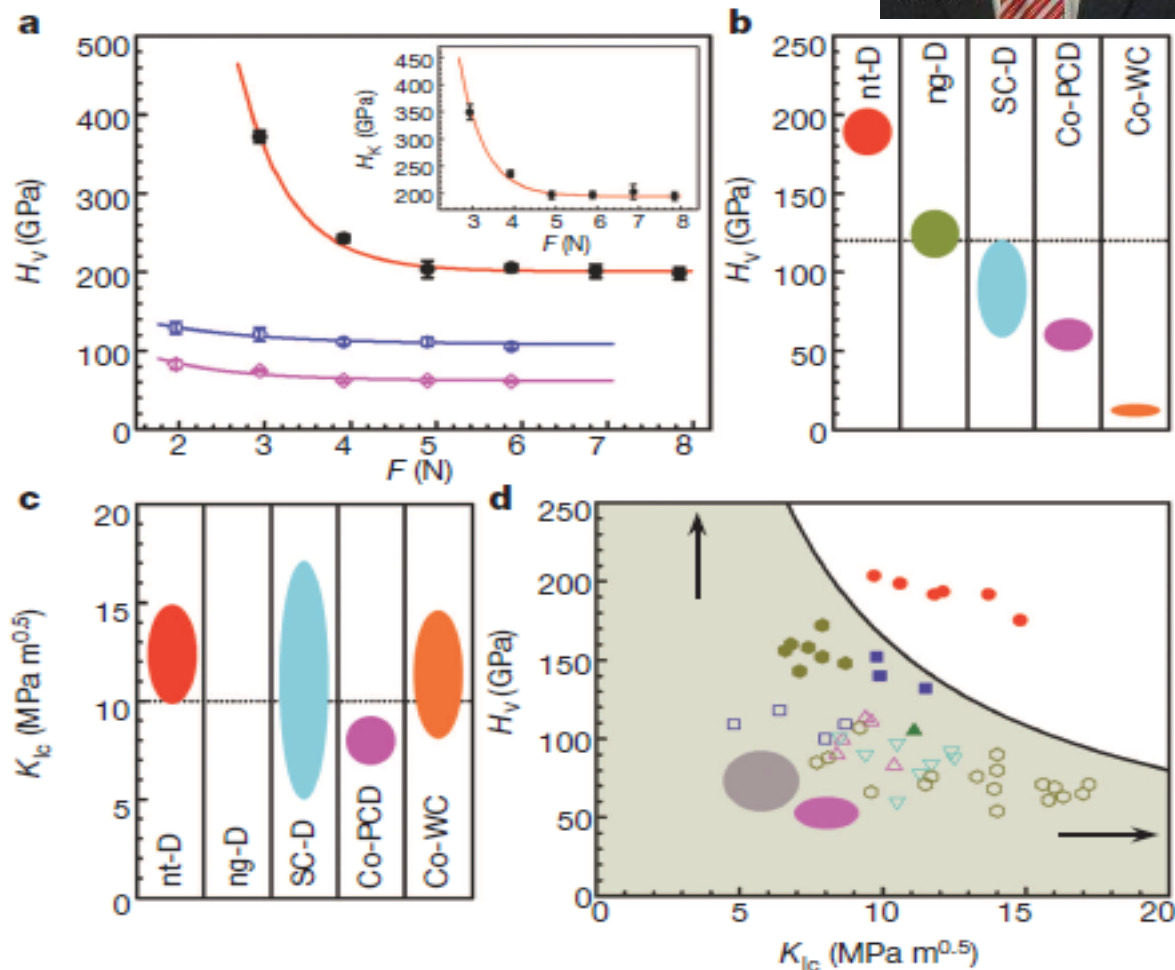 a
500
400
300
200
100
0
H_V (GPa)
2 3 4 5 6 7 8
F (N)
450
400
350
300
250
200
H_K (GPa)
3 4 5 6 7 8
F (N)
b
250
200
150
100
50
0
H_V (GPa)
nt-D
ng-D
SC-D
Co-PCD
Co-WC
c
20
15
10
5
0
K_Ic (MPa m^0.5)
nt-D
ng-D
SC-D
Co-PCD
Co-WC
d
250
200
150
100
50
0
H_V (GPa)
0 5 10 15 20
K_Ic (MPa m^0.5)